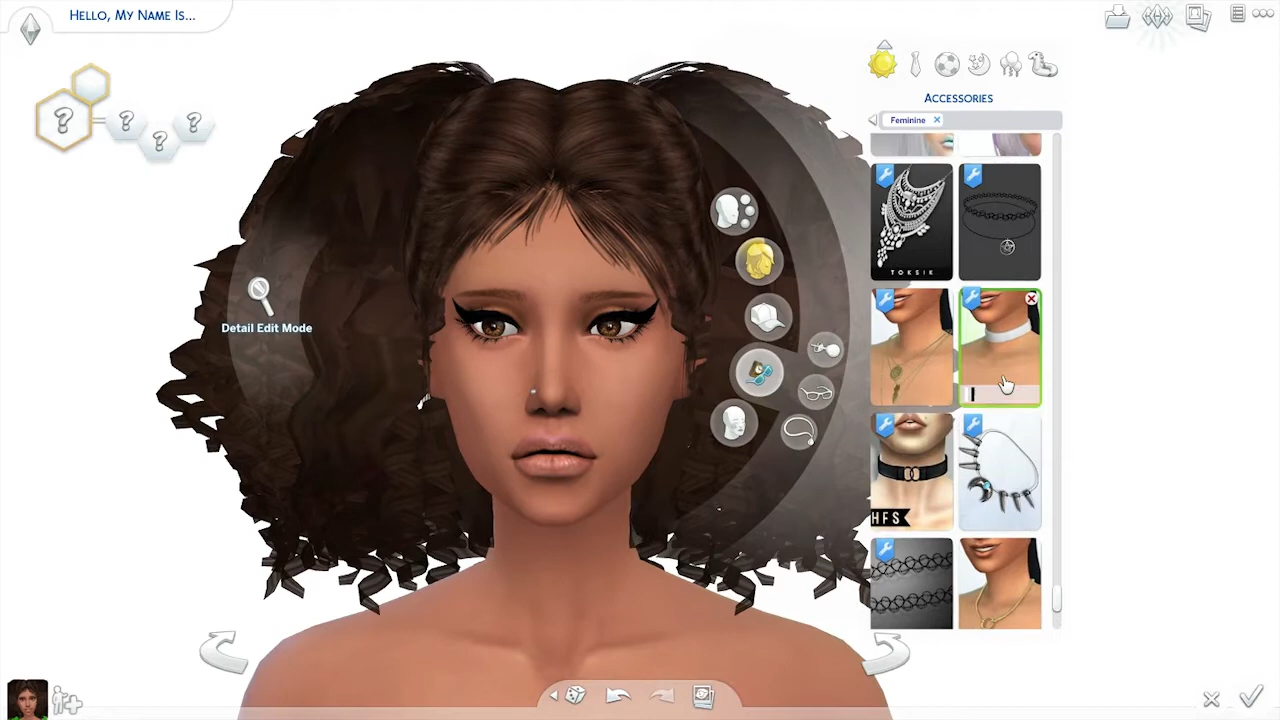 Hello, My Name Is...
Accessories
Feminine
TOKSIK
Detail Edit Mode
HFS